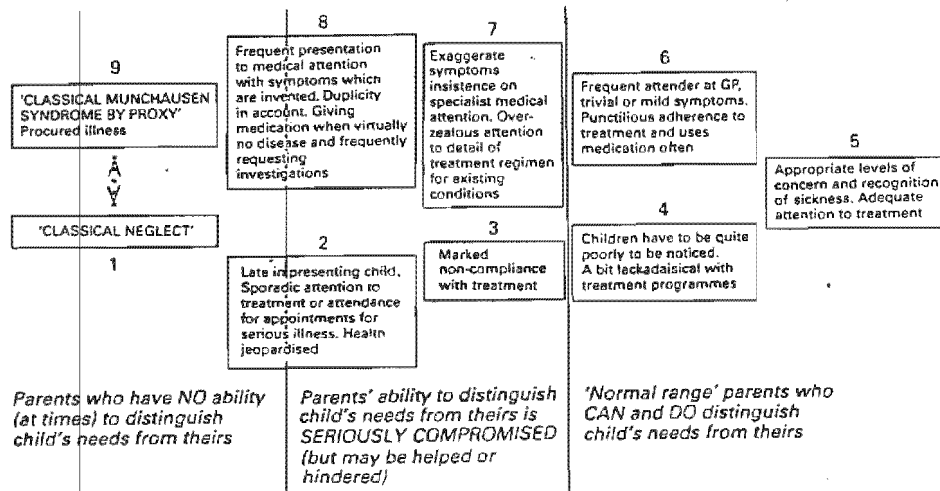 9
'CLASSICAL MUNCHAUSEN
SYNDROME BY PROXY'
Procured illness
'CLASSICAL NEGLECT'
1
8
Frequent presentation
to medical attention
with symptoms which
are invented. Duplicity
in account. Giving
medication when virtually
no disease and frequently
requesting
investigations
2
Late in presenting child.
Sporadic attention to
treatment or attendance
for appointments for
serious illness. Health
jeopardised
7
Exaggerate
symptoms
insistence on
specialist medical
attention. Over-
zealous attention
to detail of
treatment regimen
for existing
conditions
3
Marked
non-compliance
with treatment
6
Frequent attender at GP,
trivial or mild symptoms.
Punctilious adherence to
treatment and uses
medication often
4
Children have to be quite
poorly to be noticed.
A bit lackadaisical with
treatment programmes
5
Appropriate levels of
concern and recognition
of sickness. Adequate
attention to treatment
Parents who have NO ability
(at times) to distinguish
child's needs from theirs
Parents' ability to distinguish
child's needs from theirs is
SERIOUSLY COMPROMISED
(but may be helped or
hindered)
'Normal range' parents who
CAN and DO distinguish
child's needs from theirs